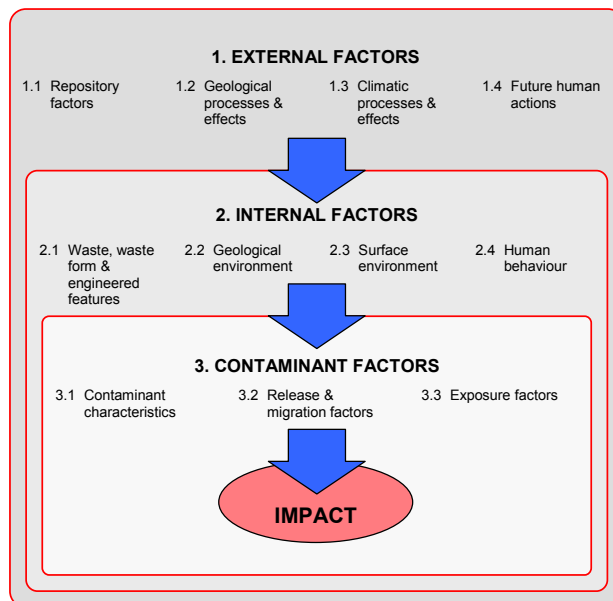 1. EXTERNAL FACTORS
1.1 Repository factors
1.2 Geological processes & effects
1.3 Climatic processes & effects
1.4 Future human actions
2. INTERNAL FACTORS
2.1 Waste, waste form & engineered features
2.2 Geological environment
2.3 Surface environment
2.4 Human behaviour
3. CONTAMINANT FACTORS
3.1 Contaminant characteristics
3.2 Release & migration factors
3.3 Exposure factors
IMPACT